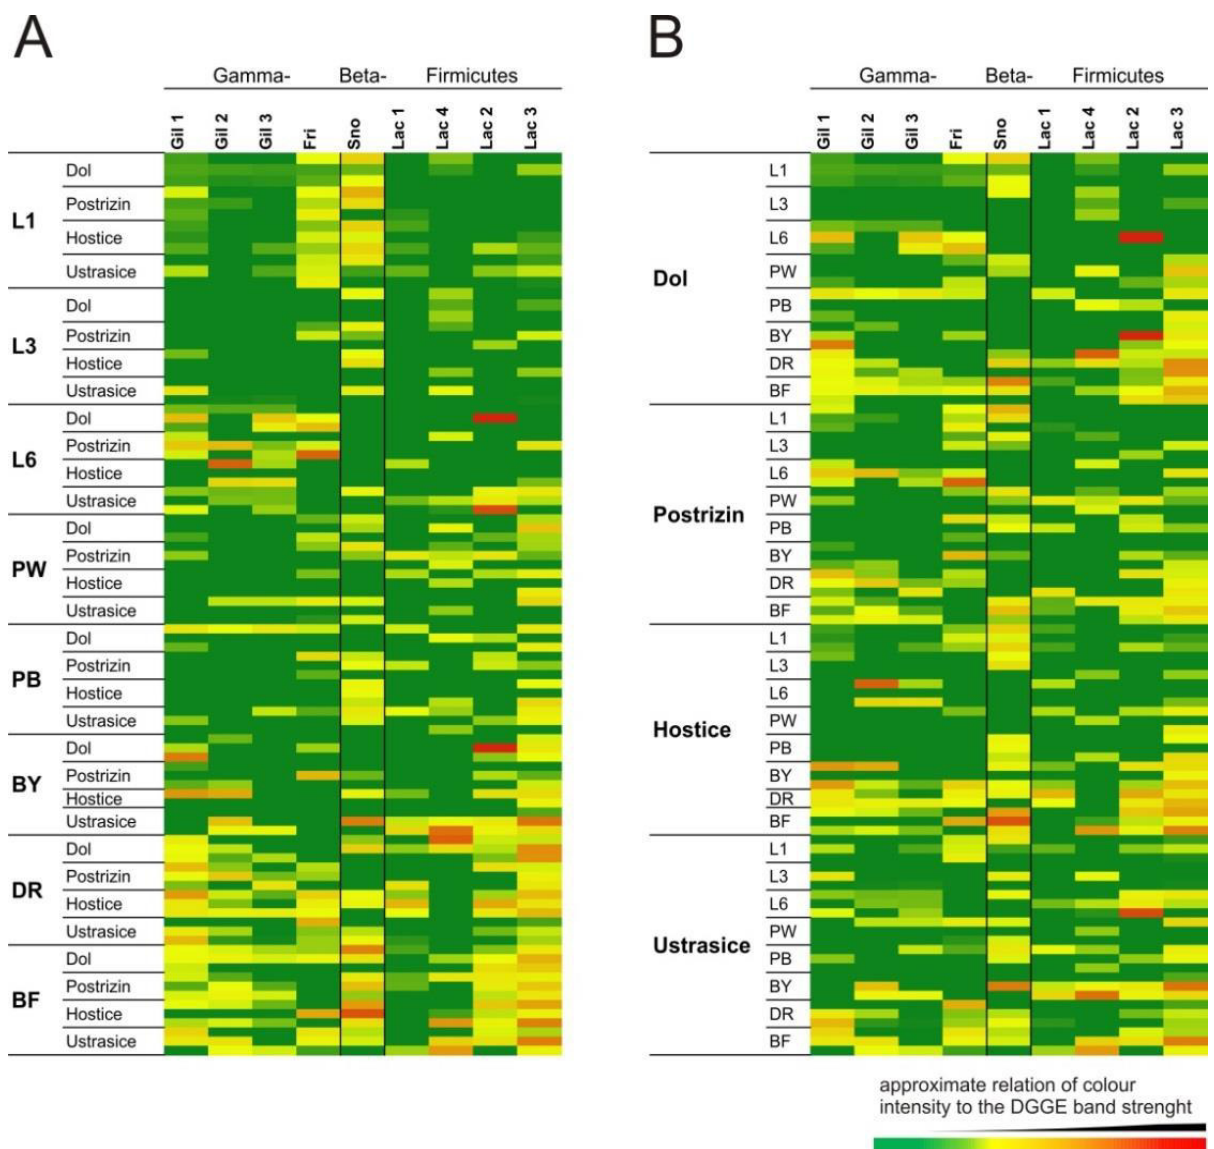 A
Gamma- Beta- Firmicutes
Gil 1 Gil 2 Gil 3 Fri Sno Lac 1 Lac 4 Lac 2 Lac 3
L1
Dol
Postrizin
Hostice
Ustrasice
L3
Dol
Postrizin
Hostice
Ustrasice
L6
Dol
Postrizin
Hostice
Ustrasice
PW
Dol
Postrizin
Hostice
Ustrasice
PB
Dol
Postrizin
Hostice
Ustrasice
BY
Dol
Postrizin
Hostice
Ustrasice
DR
Dol
Postrizin
Hostice
Ustrasice
BF
Dol
Postrizin
Hostice
Ustrasice
B
Gamma- Beta- Firmicutes
Gil 1 Gil 2 Gil 3 Fri Sno Lac 1 Lac 4 Lac 2 Lac 3
Dol
L1
L3
L6
PW
PB
BY
DR
BF
Postrizin
L1
L3
L6
PW
PB
BY
DR
BF
Hostice
L1
L3
L6
PW
PB
BY
DR
BF
Ustrasice
L1
L3
L6
PW
PB
BY
DR
BF
approximate relation of colour
intensity to the DGGE band strenght